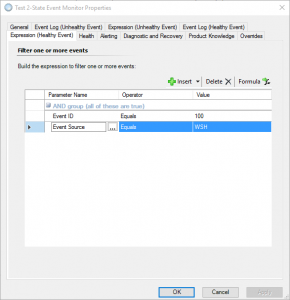 Test 2-State Event Monitor Properties
General Event Log (Unhealthy Event) Expression (Unhealthy Event) Event Log (Healthy Event)
Expression (Healthy Event) Health Alerting Diagnostic and Recovery Product Knowledge Overrides
Filter one or more events
Build the expression to filter one or more events:
Insert Delete Formula
Parameter Name Operator Value
AND group (all of these are true)
Event ID Equals 100
Event Source ... Equals WSH
OK Cancel Apply